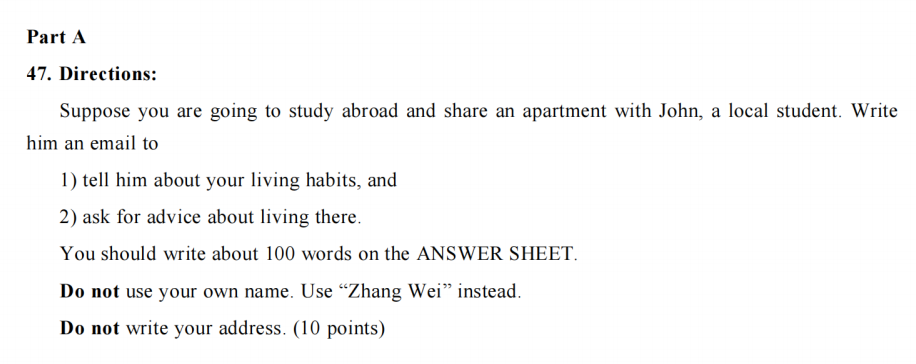 Part A
47. Directions:
Suppose you are going to study abroad and share an apartment with John, a local student. Write
him an email to
1) tell him about your living habits, and
2) ask for advice about living there.
You should write about 100 words on the ANSWER SHEET.
Do not use your own name. Use “Zhang Wei” instead.
Do not write your address. (10 points)